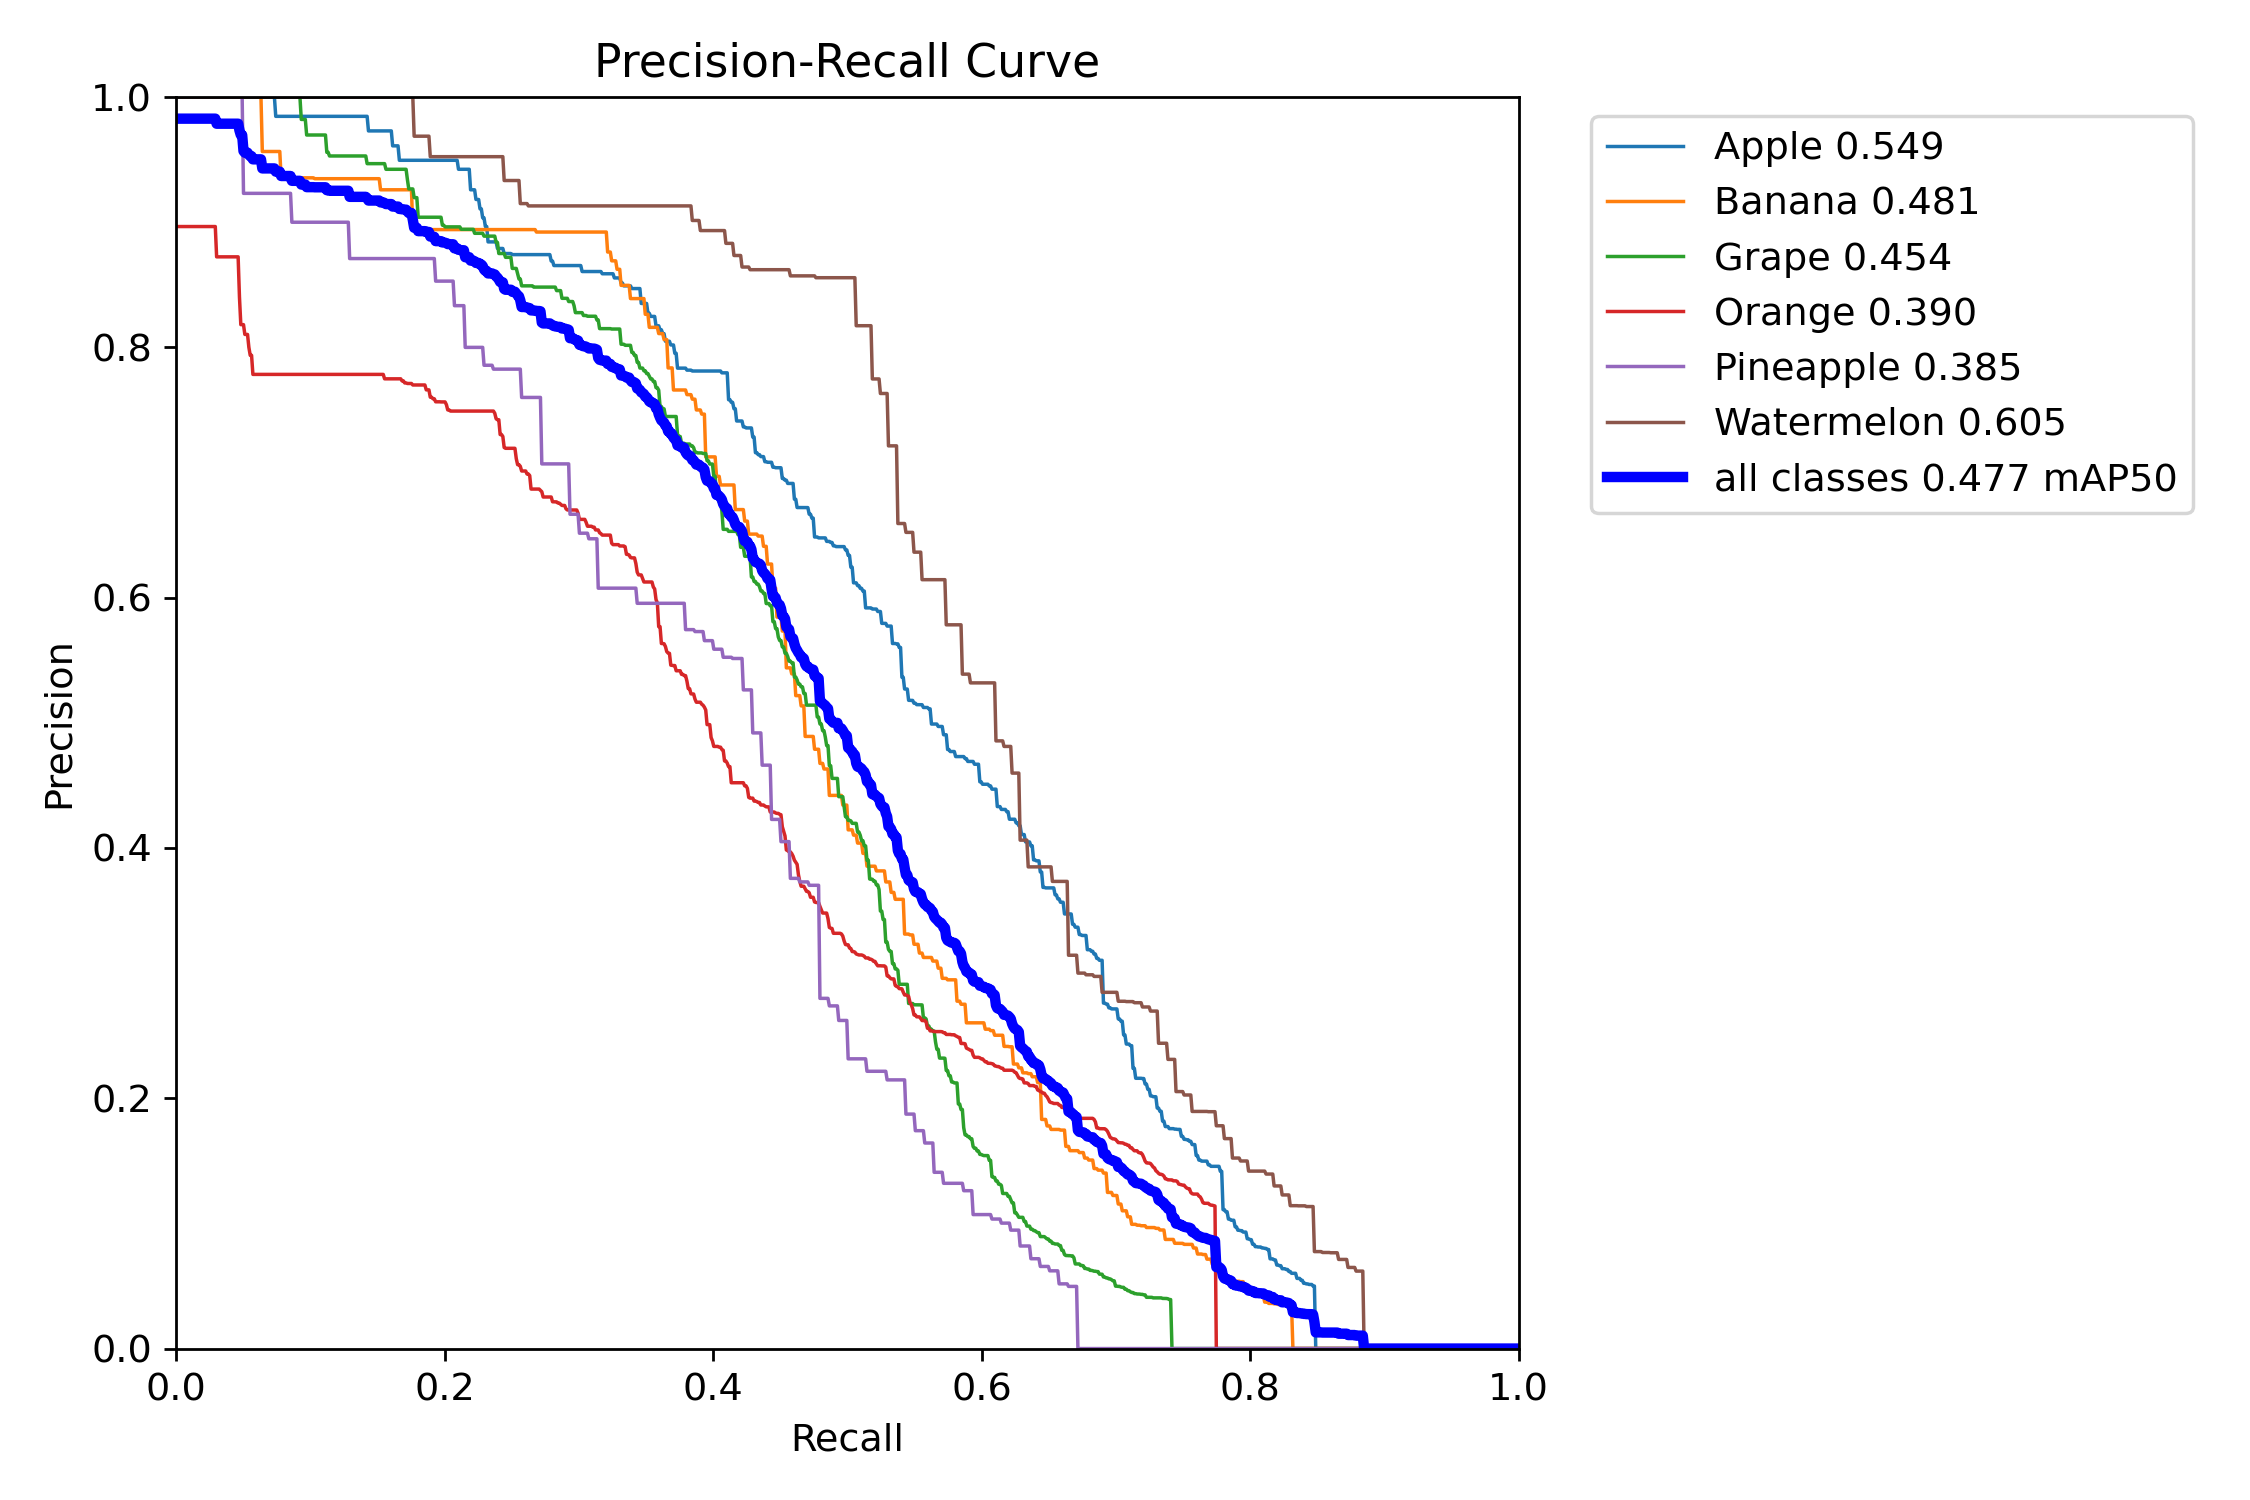 Precision-Recall Curve
1.0
0.8
0.6
0.4
0.2
0.0
Precision
0.0 0.2 0.4 0.6 0.8 1.0
Recall
Apple 0.549
Banana 0.481
Grape 0.454
Orange 0.390
Pineapple 0.385
Watermelon 0.605
all classes 0.477 mAP50